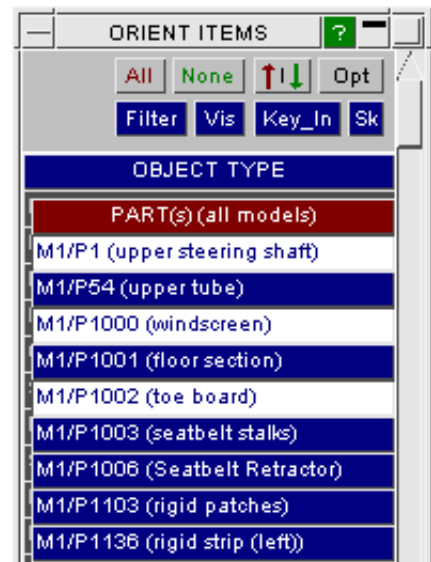 ORIENT ITEMS ?
All None Opt
Filter Vis Key_In Sk
OBJECT TYPE
PART(s) (all models)
M1/P1 (upper steering shaft)
M1/P54 (upper tube)
M1/P1000 (windscreen)
M1/P1001 (floor section)
M1/P1002 (toe board)
M1/P1003 (seatbelt stalks)
M1/P1006 (Seatbelt Retractor)
M1/P1103 (rigid patches)
M1/P1136 (rigid strip (left))